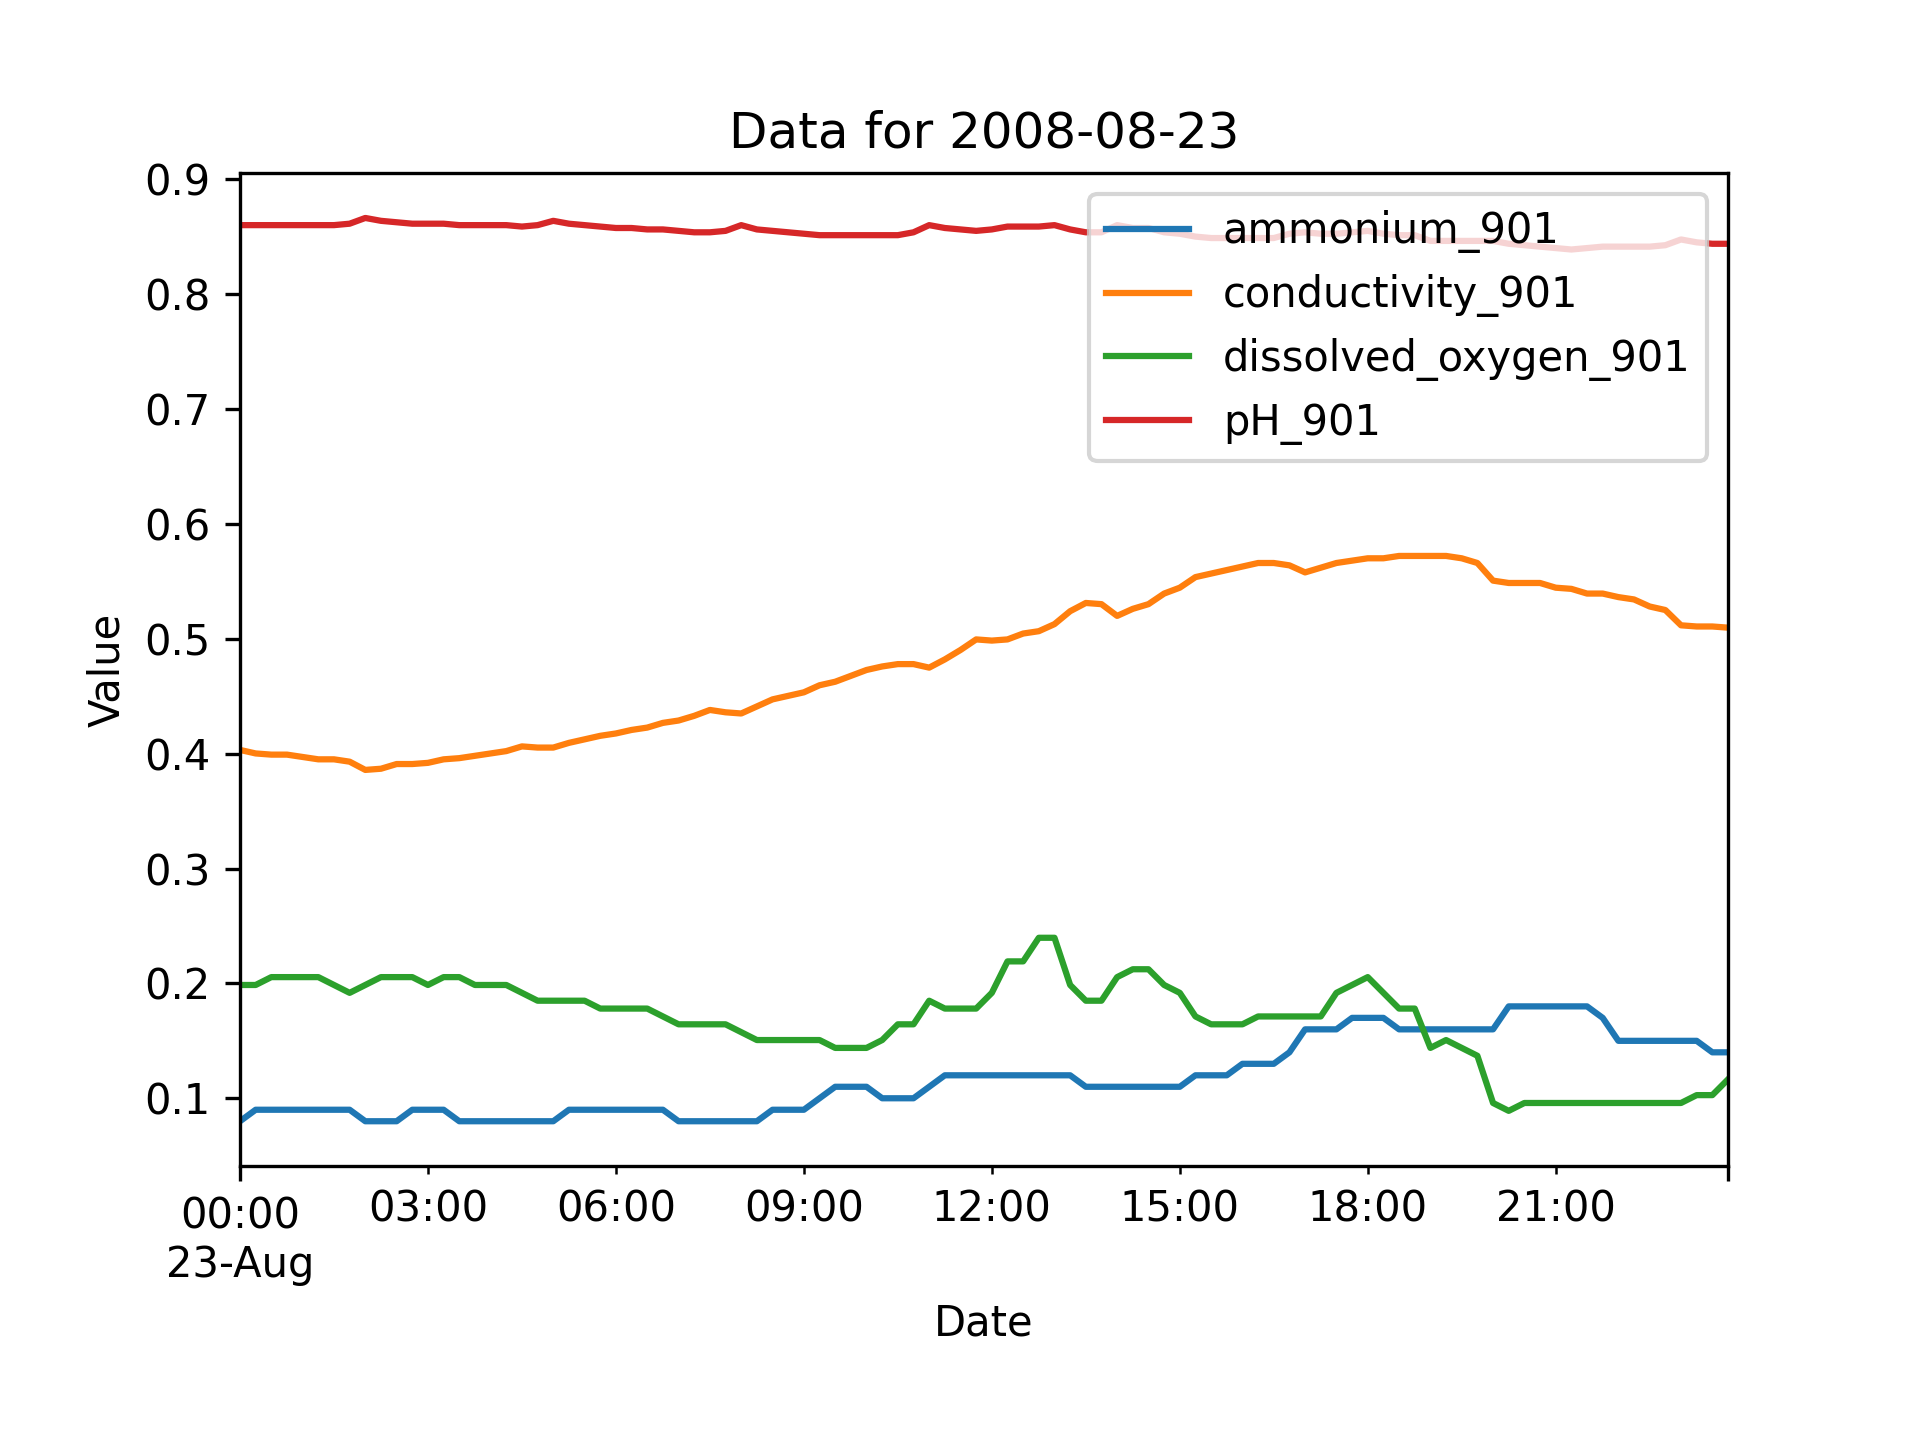 Data for 2008-08-23
0.9
0.8
0.7
0.6
0.5
0.4
0.3
0.2
0.1
Value
ammonium_901
conductivity_901
dissolved_oxygen_901
pH_901
00:00 03:00 06:00 09:00 12:00 15:00 18:00 21:00
23-Aug
Date